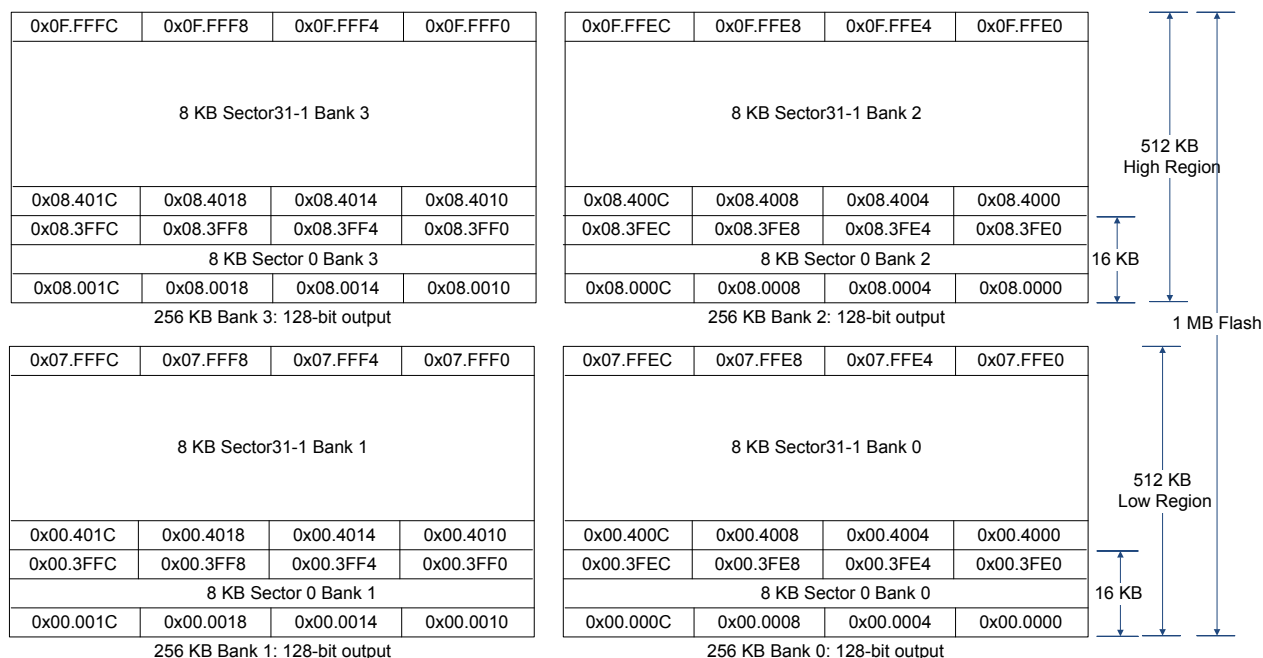 0x0F.FFFC 0x0F.FFF8 0x0F.FFF4 0x0F.FFF0
8 KB Sector31-1 Bank 3
0x08.401C 0x08.4018 0x08.4014 0x08.4010
0x08.3FFC 0x08.3FF8 0x08.3FF4 0x08.3FF0
8 KB Sector 0 Bank 3
0x08.001C 0x08.0018 0x08.0014 0x08.0010
256 KB Bank 3: 128-bit output
0x0F.FFEC 0x0F.FFE8 0x0F.FFE4 0x0F.FFE0
8 KB Sector31-1 Bank 2
0x08.400C 0x08.4008 0x08.4004 0x08.4000
0x08.3FEC 0x08.3FE8 0x08.3FE4 0x08.3FE0
8 KB Sector 0 Bank 2
0x08.000C 0x08.0008 0x08.0004 0x08.0000
256 KB Bank 2: 128-bit output
512 KB
High Region
16 KB
1 MB Flash
0x07.FFFC 0x07.FFF8 0x07.FFF4 0x07.FFF0
8 KB Sector31-1 Bank 1
0x00.401C 0x00.4018 0x00.4014 0x00.4010
0x00.3FFC 0x00.3FF8 0x00.3FF4 0x00.3FF0
8 KB Sector 0 Bank 1
0x00.001C 0x00.0018 0x00.0014 0x00.0010
256 KB Bank 1: 128-bit output
0x07.FFEC 0x07.FFE8 0x07.FFE4 0x07.FFE0
8 KB Sector31-1 Bank 0
0x00.400C 0x00.4008 0x00.4004 0x00.4000
0x00.3FEC 0x00.3FE8 0x00.3FE4 0x00.3FE0
8 KB Sector 0 Bank 0
0x00.000C 0x00.0008 0x00.0004 0x00.0000
256 KB Bank 0: 128-bit output
512 KB
Low Region
16 KB